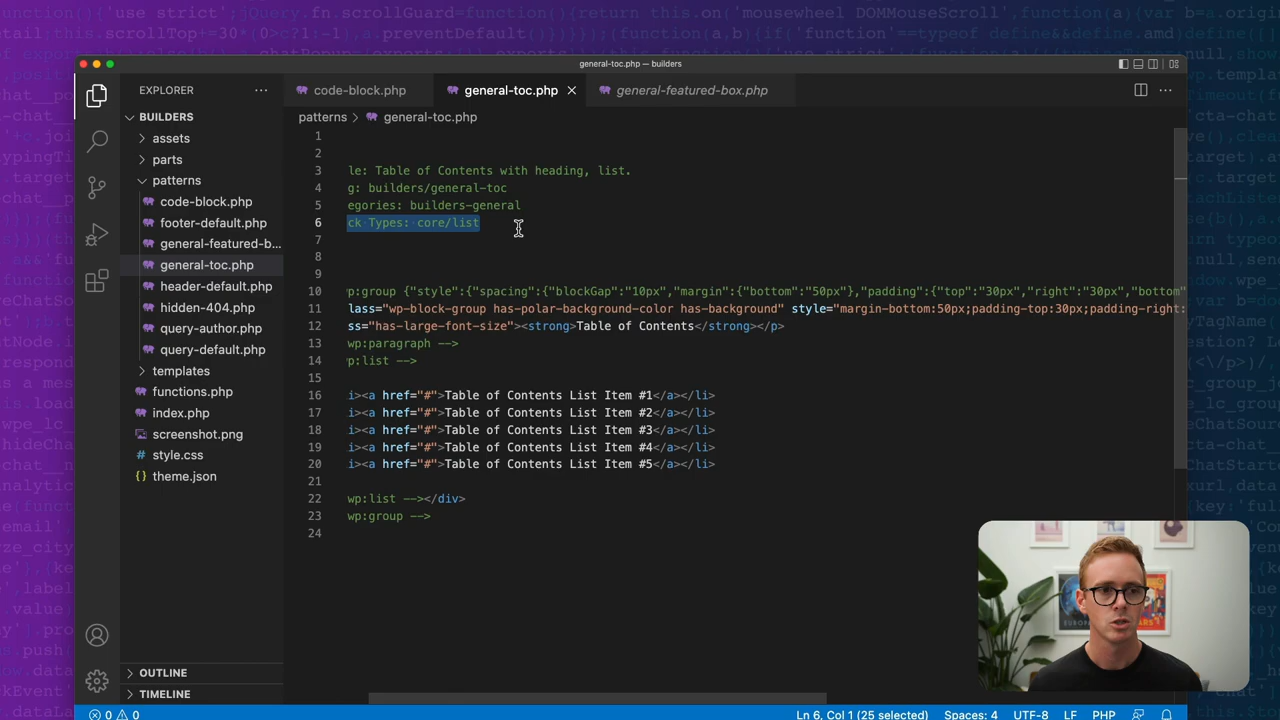 general-toc.php — builders
EXPLORER
code-block.php
general-toc.php
general-featured-box.php
BUILDERS
patterns > general-toc.php
assets
parts
patterns
code-block.php
footer-default.php
general-featured-b...
general-toc.php
header-default.php
hidden-404.php
query-author.php
query-default.php
templates
functions.php
index.php
screenshot.png
style.css
theme.json
OUTLINE
TIMELINE
1
2
3 le: Table of Contents with heading, list.
4 g: builders/general-toc
5 egories: builders-general
6 ck Types: core/list
7
8
9
10 p:group {"style":{"spacing":{"blockGap":"10px","margin":{"bottom":"50px"},"padding":{"top":"30px","right":"30px","bottom"
11 lass="wp-block-group has-polar-background-color has-background" style="margin-bottom:50px;padding-top:30px;padding-right:
12 ss="has-large-font-size"><strong>Table of Contents</strong></p>
13 wp:paragraph -->
14 p:list -->
15
16 i><a href="#">Table of Contents List Item #1</a></li>
17 i><a href="#">Table of Contents List Item #2</a></li>
18 i><a href="#">Table of Contents List Item #3</a></li>
19 i><a href="#">Table of Contents List Item #4</a></li>
20 i><a href="#">Table of Contents List Item #5</a></li>
21
22 wp:list --></div>
23 wp:group -->
24
0 0
Ln 6, Col 1 (25 selected)
Spaces: 4
UTF-8
LF
PHP